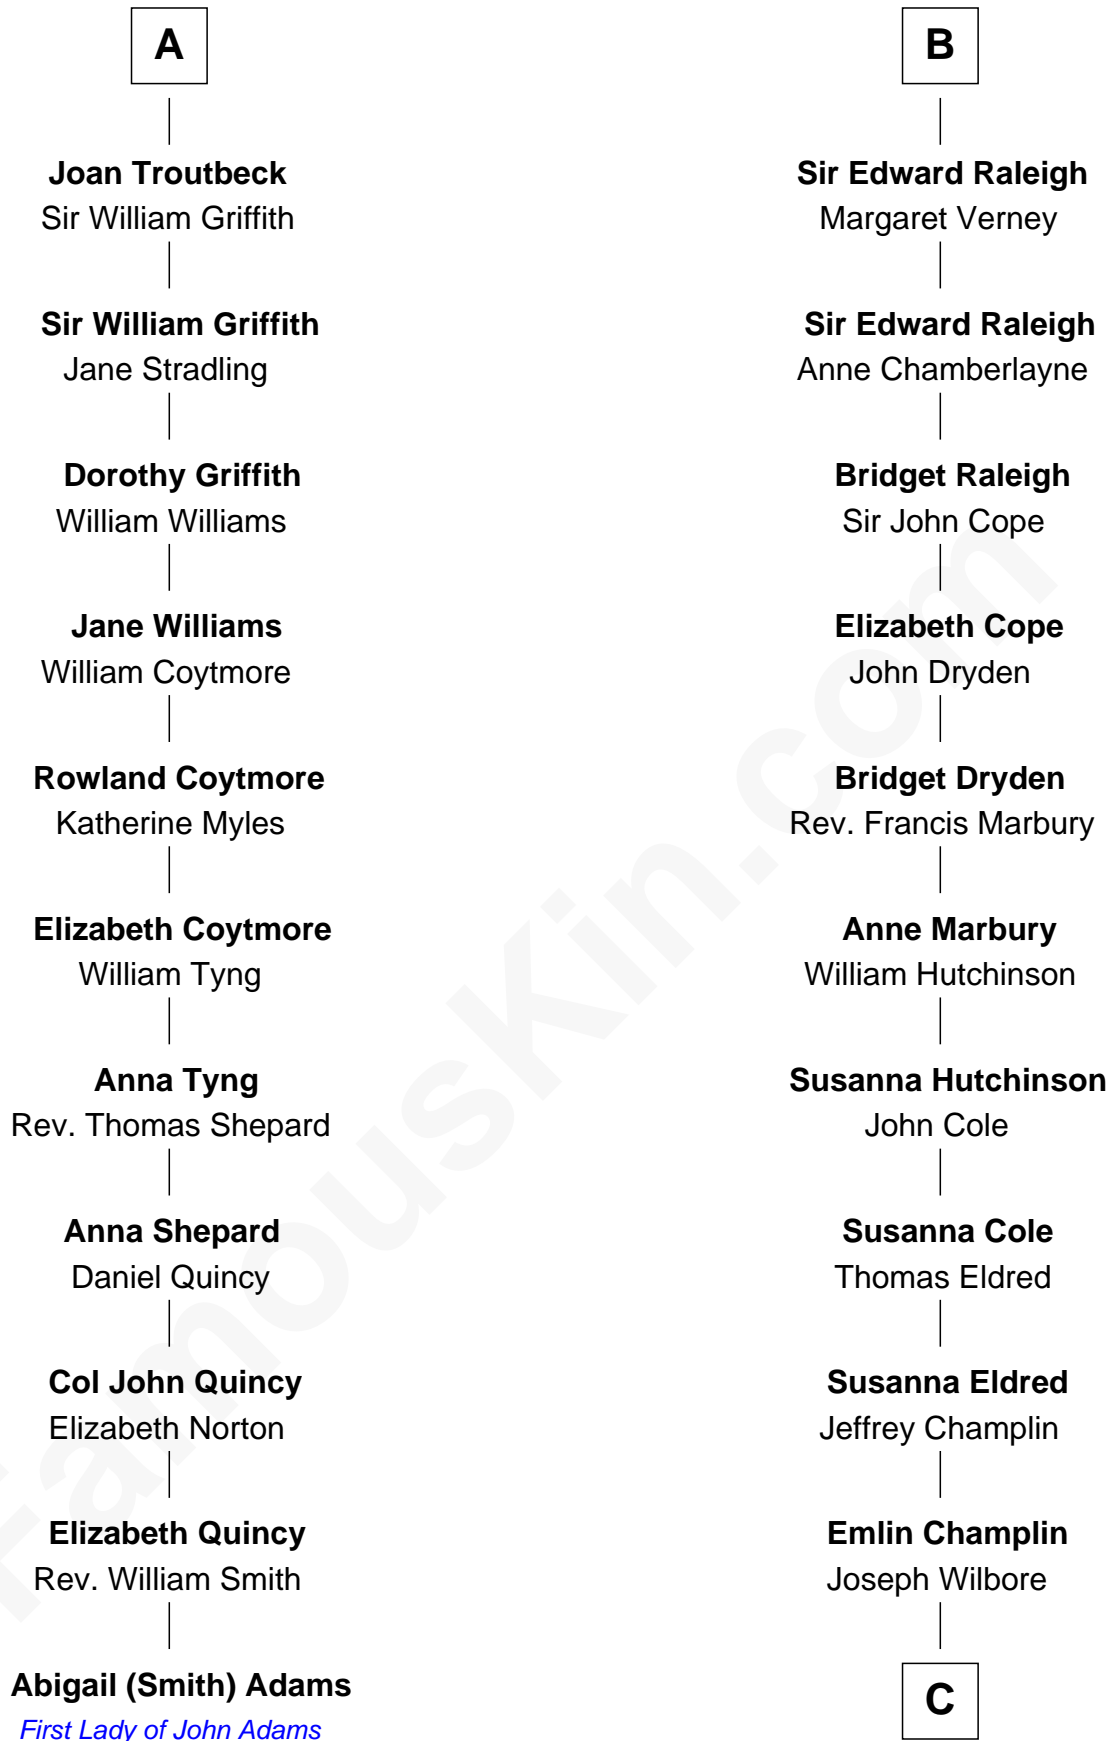 A
Joan Troutbeck
Sir William Griffith
Sir William Griffith
Jane Stradling
Dorothy Griffith
William Williams
Jane Williams
William Coytmore
Rowland Coytmore
Katherine Myles
Elizabeth Coytmore
William Tyng
Anna Tyng
Rev. Thomas Shepard
Anna Shepard
Daniel Quincy
Col John Quincy
Elizabeth Norton
Elizabeth Quincy
Rev. William Smith
Abigail (Smith) Adams
First Lady of John Adams
B
Sir Edward Raleigh
Margaret Verney
Sir Edward Raleigh
Anne Chamberlayne
Bridget Raleigh
Sir John Cope
Elizabeth Cope
John Dryden
Bridget Dryden
Rev. Francis Marbury
Anne Marbury
William Hutchinson
Susanna Hutchinson
John Cole
Susanna Cole
Thomas Eldred
Susanna Eldred
Jeffrey Champlin
Emlin Champlin
Joseph Wilbore
C
FamousKin.com